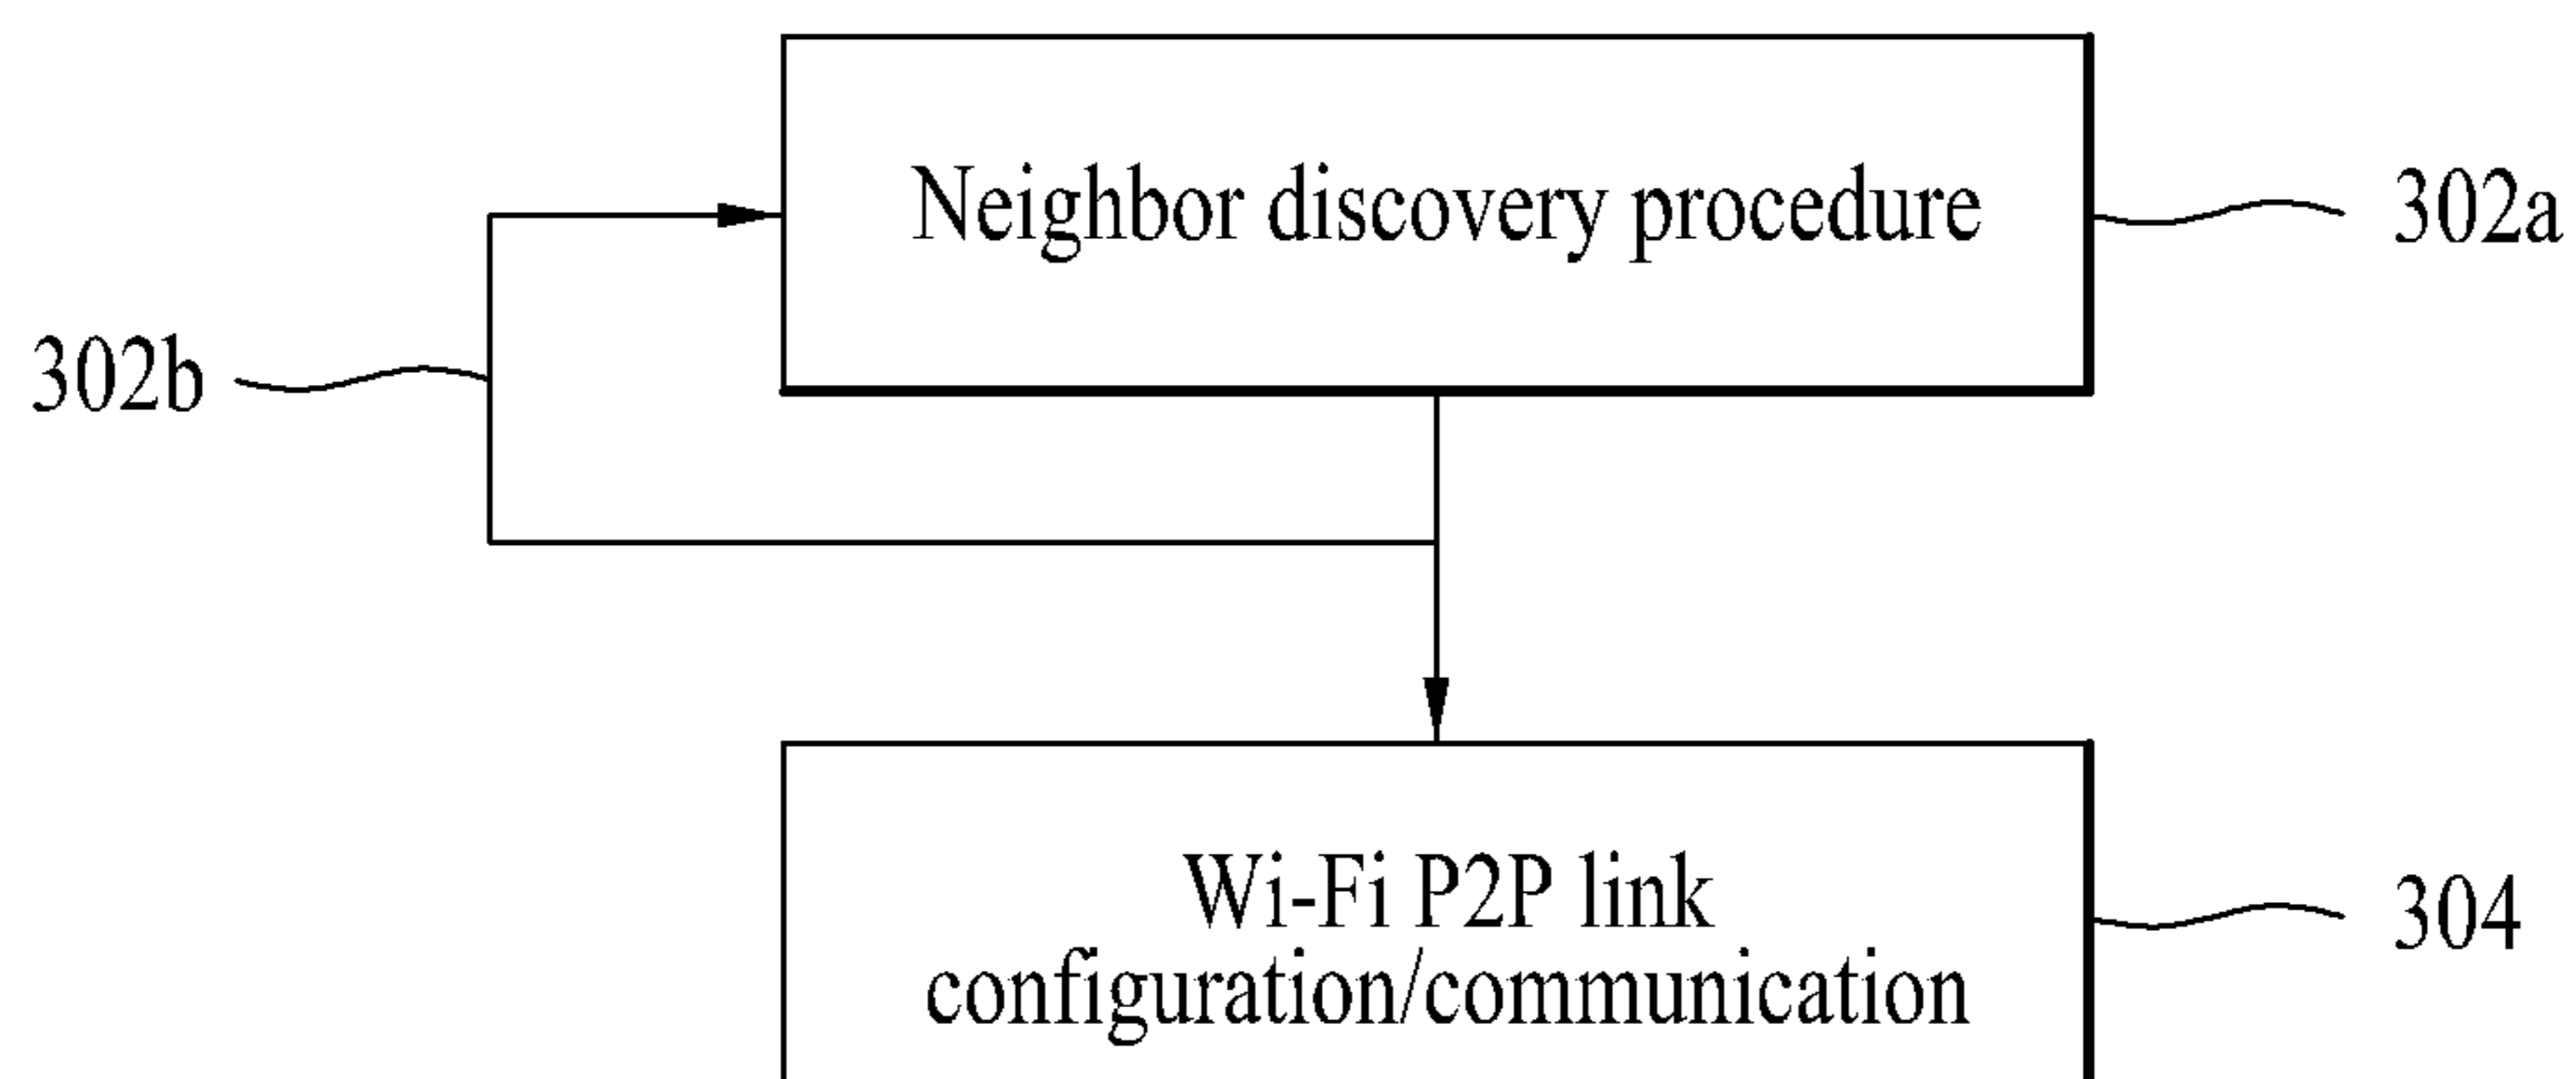 Neighbor discovery procedure
302a
302b
Wi-Fi P2P link
configuration/communication
304